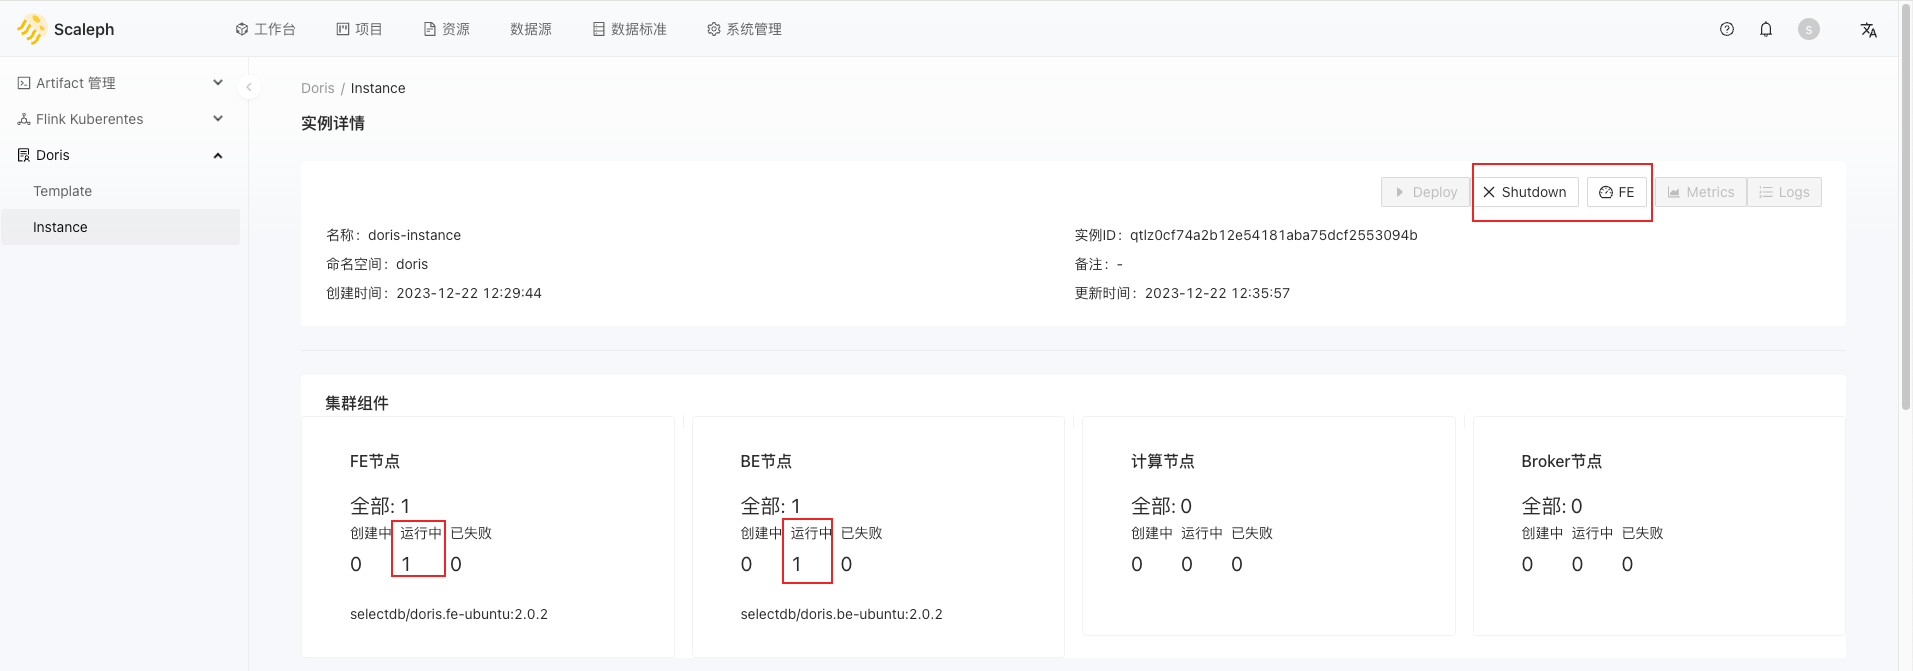 Scaleph
工作台
项目
资源
数据源
数据标准
系统管理
S
Artifact 管理
Flink Kuberentes
Doris
Template
Instance
Doris / Instance
实例详情
Deploy
Shutdown
FE
Metrics
Logs
名称：doris-instance
实例ID：qtlz0cf74a2b12e54181aba75dcf2553094b
命名空间：doris
备注：-
创建时间：2023-12-22 12:29:44
更新时间：2023-12-22 12:35:57
集群组件
FE节点
全部: 1
创建中 运行中 已失败
0 1 0
selectdb/doris.fe-ubuntu:2.0.2
BE节点
全部: 1
创建中 运行中 已失败
0 1 0
selectdb/doris.be-ubuntu:2.0.2
计算节点
全部: 0
创建中 运行中 已失败
0 0 0
Broker节点
全部: 0
创建中 运行中 已失败
0 0 0